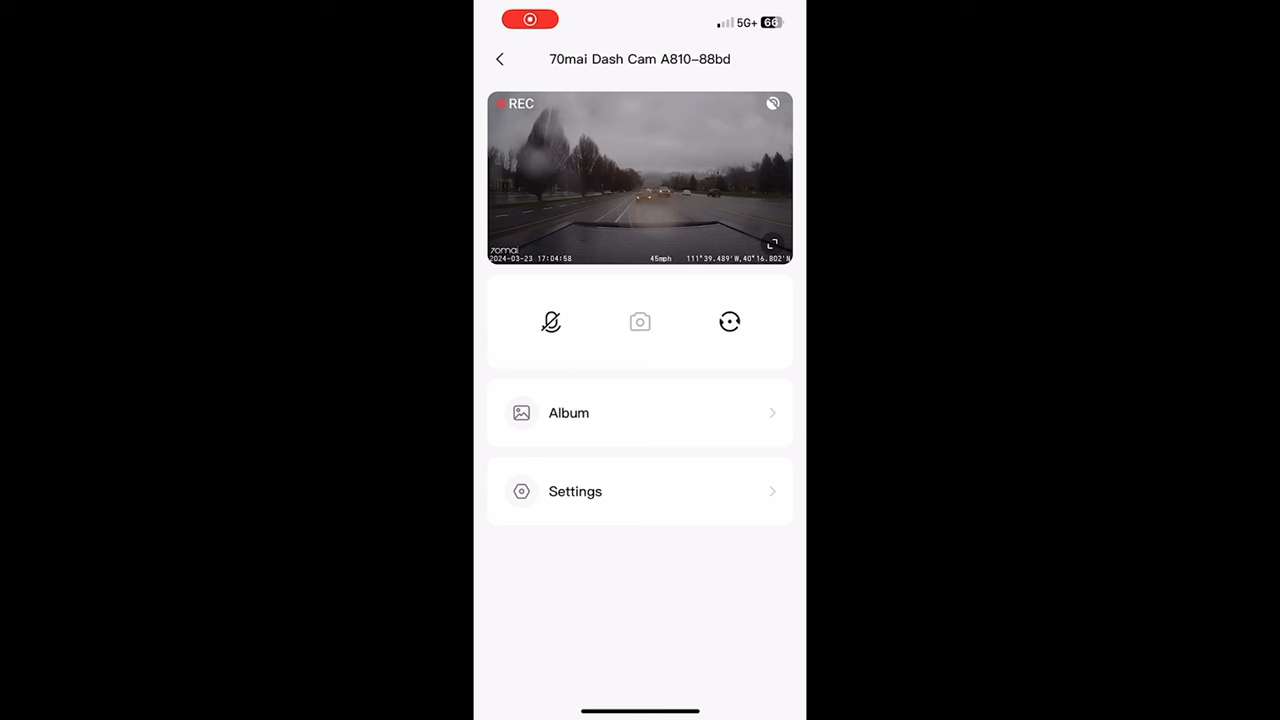 5G+ 66
70mai Dash Cam A810-88bd
REC
70mai
2024-03-23 17:04:58 45mph 111°39.489'W,40°16.802'N
Album
Settings